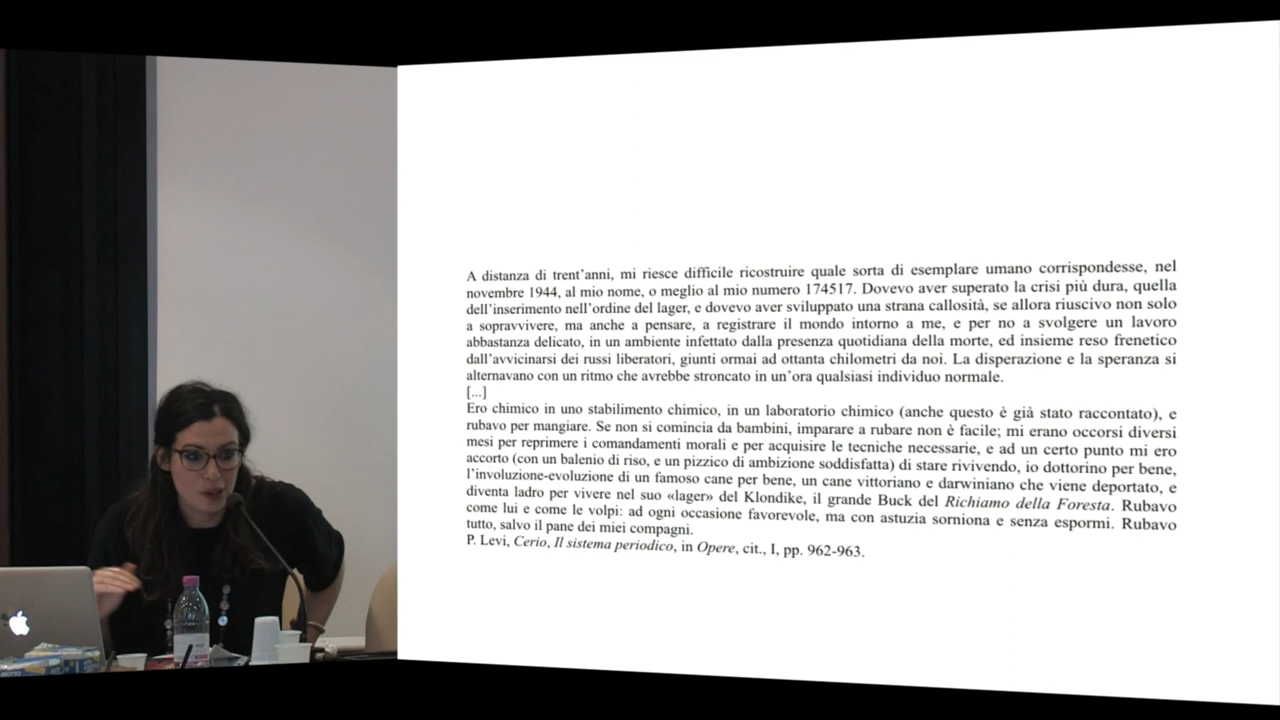 A distanza di trent'anni, mi riesce difficile ricostruire quale sorta di esemplare umano corrispondesse, nel
novembre 1944, al mio nome, o meglio al mio numero 174517. Dovevo aver superato la crisi più dura, quella
dell'inserimento nell'ordine del lager, e dovevo aver sviluppato una strana callosità, se allora riuscivo non solo
a sopravvivere, ma anche a pensare, a registrare il mondo intorno a me, e per no a svolgere un lavoro
abbastanza delicato, in un ambiente infettato dalla presenza quotidiana della morte, ed insieme reso frenetico
dall'avvicinarsi dei russi liberatori, giunti ormai ad ottanta chilometri da noi. La disperazione e la speranza si
alternavano con un ritmo che avrebbe stroncato in un'ora qualsiasi individuo normale.
[...]
Ero chimico in uno stabilimento chimico, in un laboratorio chimico (anche questo è già stato raccontato), e
rubavo per mangiare. Se non si comincia da bambini, imparare a rubare non è facile; mi erano occorsi diversi
mesi per reprimere i comandamenti morali e per acquisire le tecniche necessarie, e ad un certo punto mi ero
accorto (con un balenio di riso, e un pizzico di ambizione soddisfatta) di stare rivivendo, io dottorino per bene,
l'involuzione-evoluzione di un famoso cane per bene, un cane vittoriano e darwiniano che viene deportato, e
diventa ladro per vivere nel suo «lager» del Klondike, il grande Buck del Richiamo della Foresta. Rubavo
come lui e come le volpi: ad ogni occasione favorevole, ma con astuzia sorniona e senza espormi. Rubavo
tutto, salvo il pane dei miei compagni.
P. Levi, Cerio, Il sistema periodico, in Opere, cit., I, pp. 962-963.